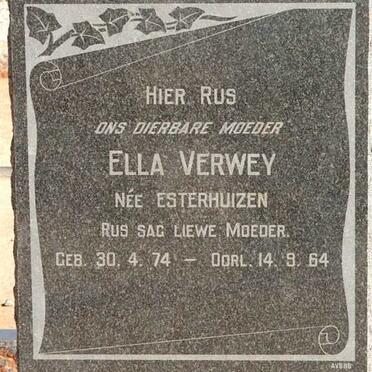 HIER RUS
ONS DIERBARE MOEDER
ELLA VERWEY
NÉE ESTERHUIZEN
RUS SAG LIEWE MOEDER.
GEB. 30. 4. 74 – OORL. 14. 9. 64